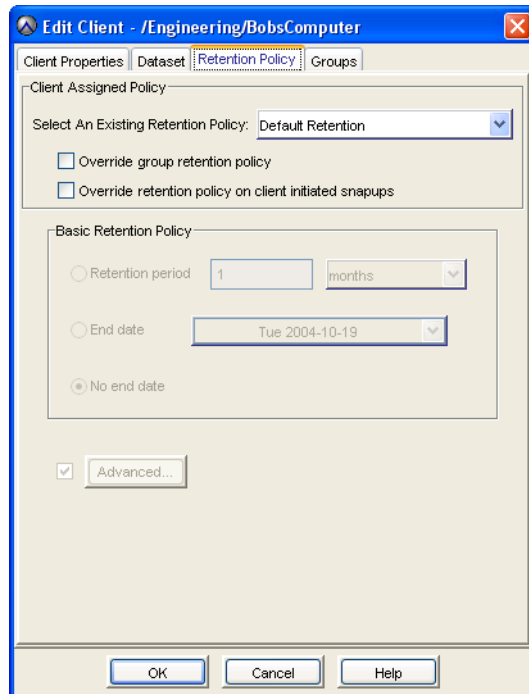 Edit Client - /Engineering/BobsComputer
Client Properties Dataset Retention Policy Groups
Client Assigned Policy
Select An Existing Retention Policy: Default Retention
Override group retention policy
Override retention policy on client initiated snapups
Basic Retention Policy
Retention period 1 months
End date Tue 2004-10-19
No end date
Advanced...
OK Cancel Help